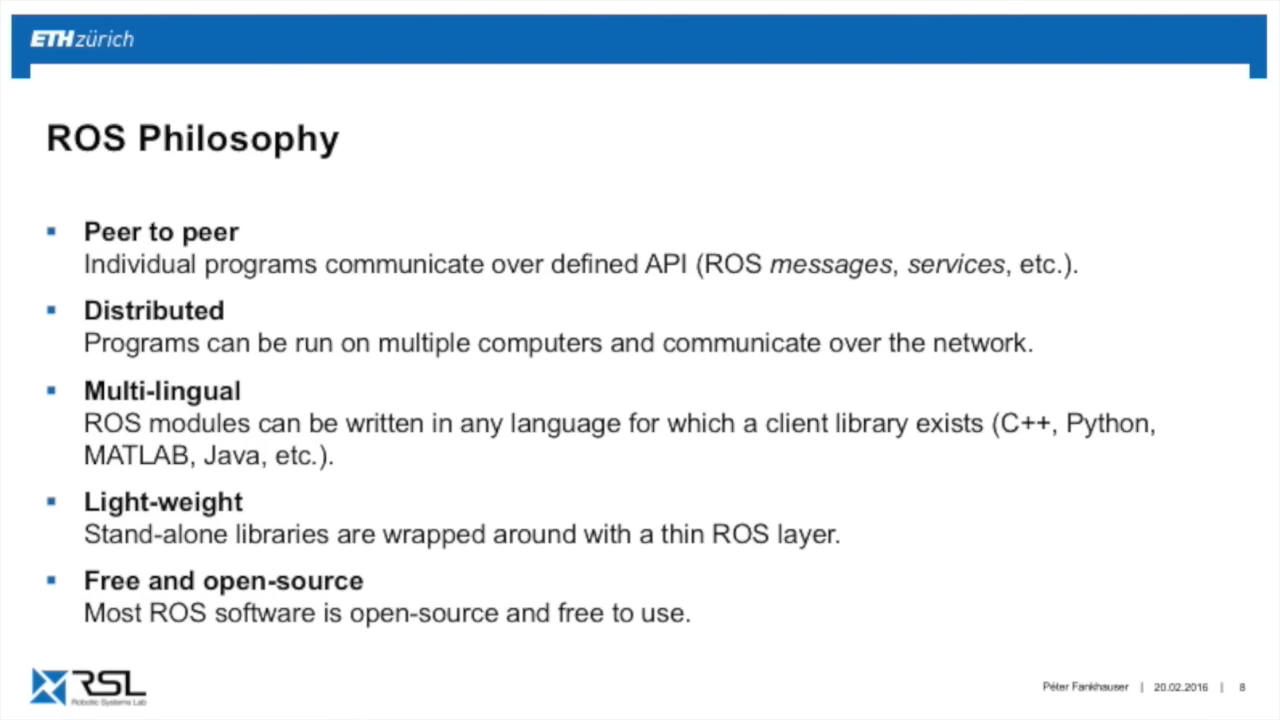 ETH zürich
ROS Philosophy
Peer to peer
Individual programs communicate over defined API (ROS messages, services, etc.).
Distributed
Programs can be run on multiple computers and communicate over the network.
Multi-lingual
ROS modules can be written in any language for which a client library exists (C++, Python,
MATLAB, Java, etc.).
Light-weight
Stand-alone libraries are wrapped around with a thin ROS layer.
Free and open-source
Most ROS software is open-source and free to use.
RSL
Robotic Systems Lab
Péter Fankhauser | 20.02.2016 | 8